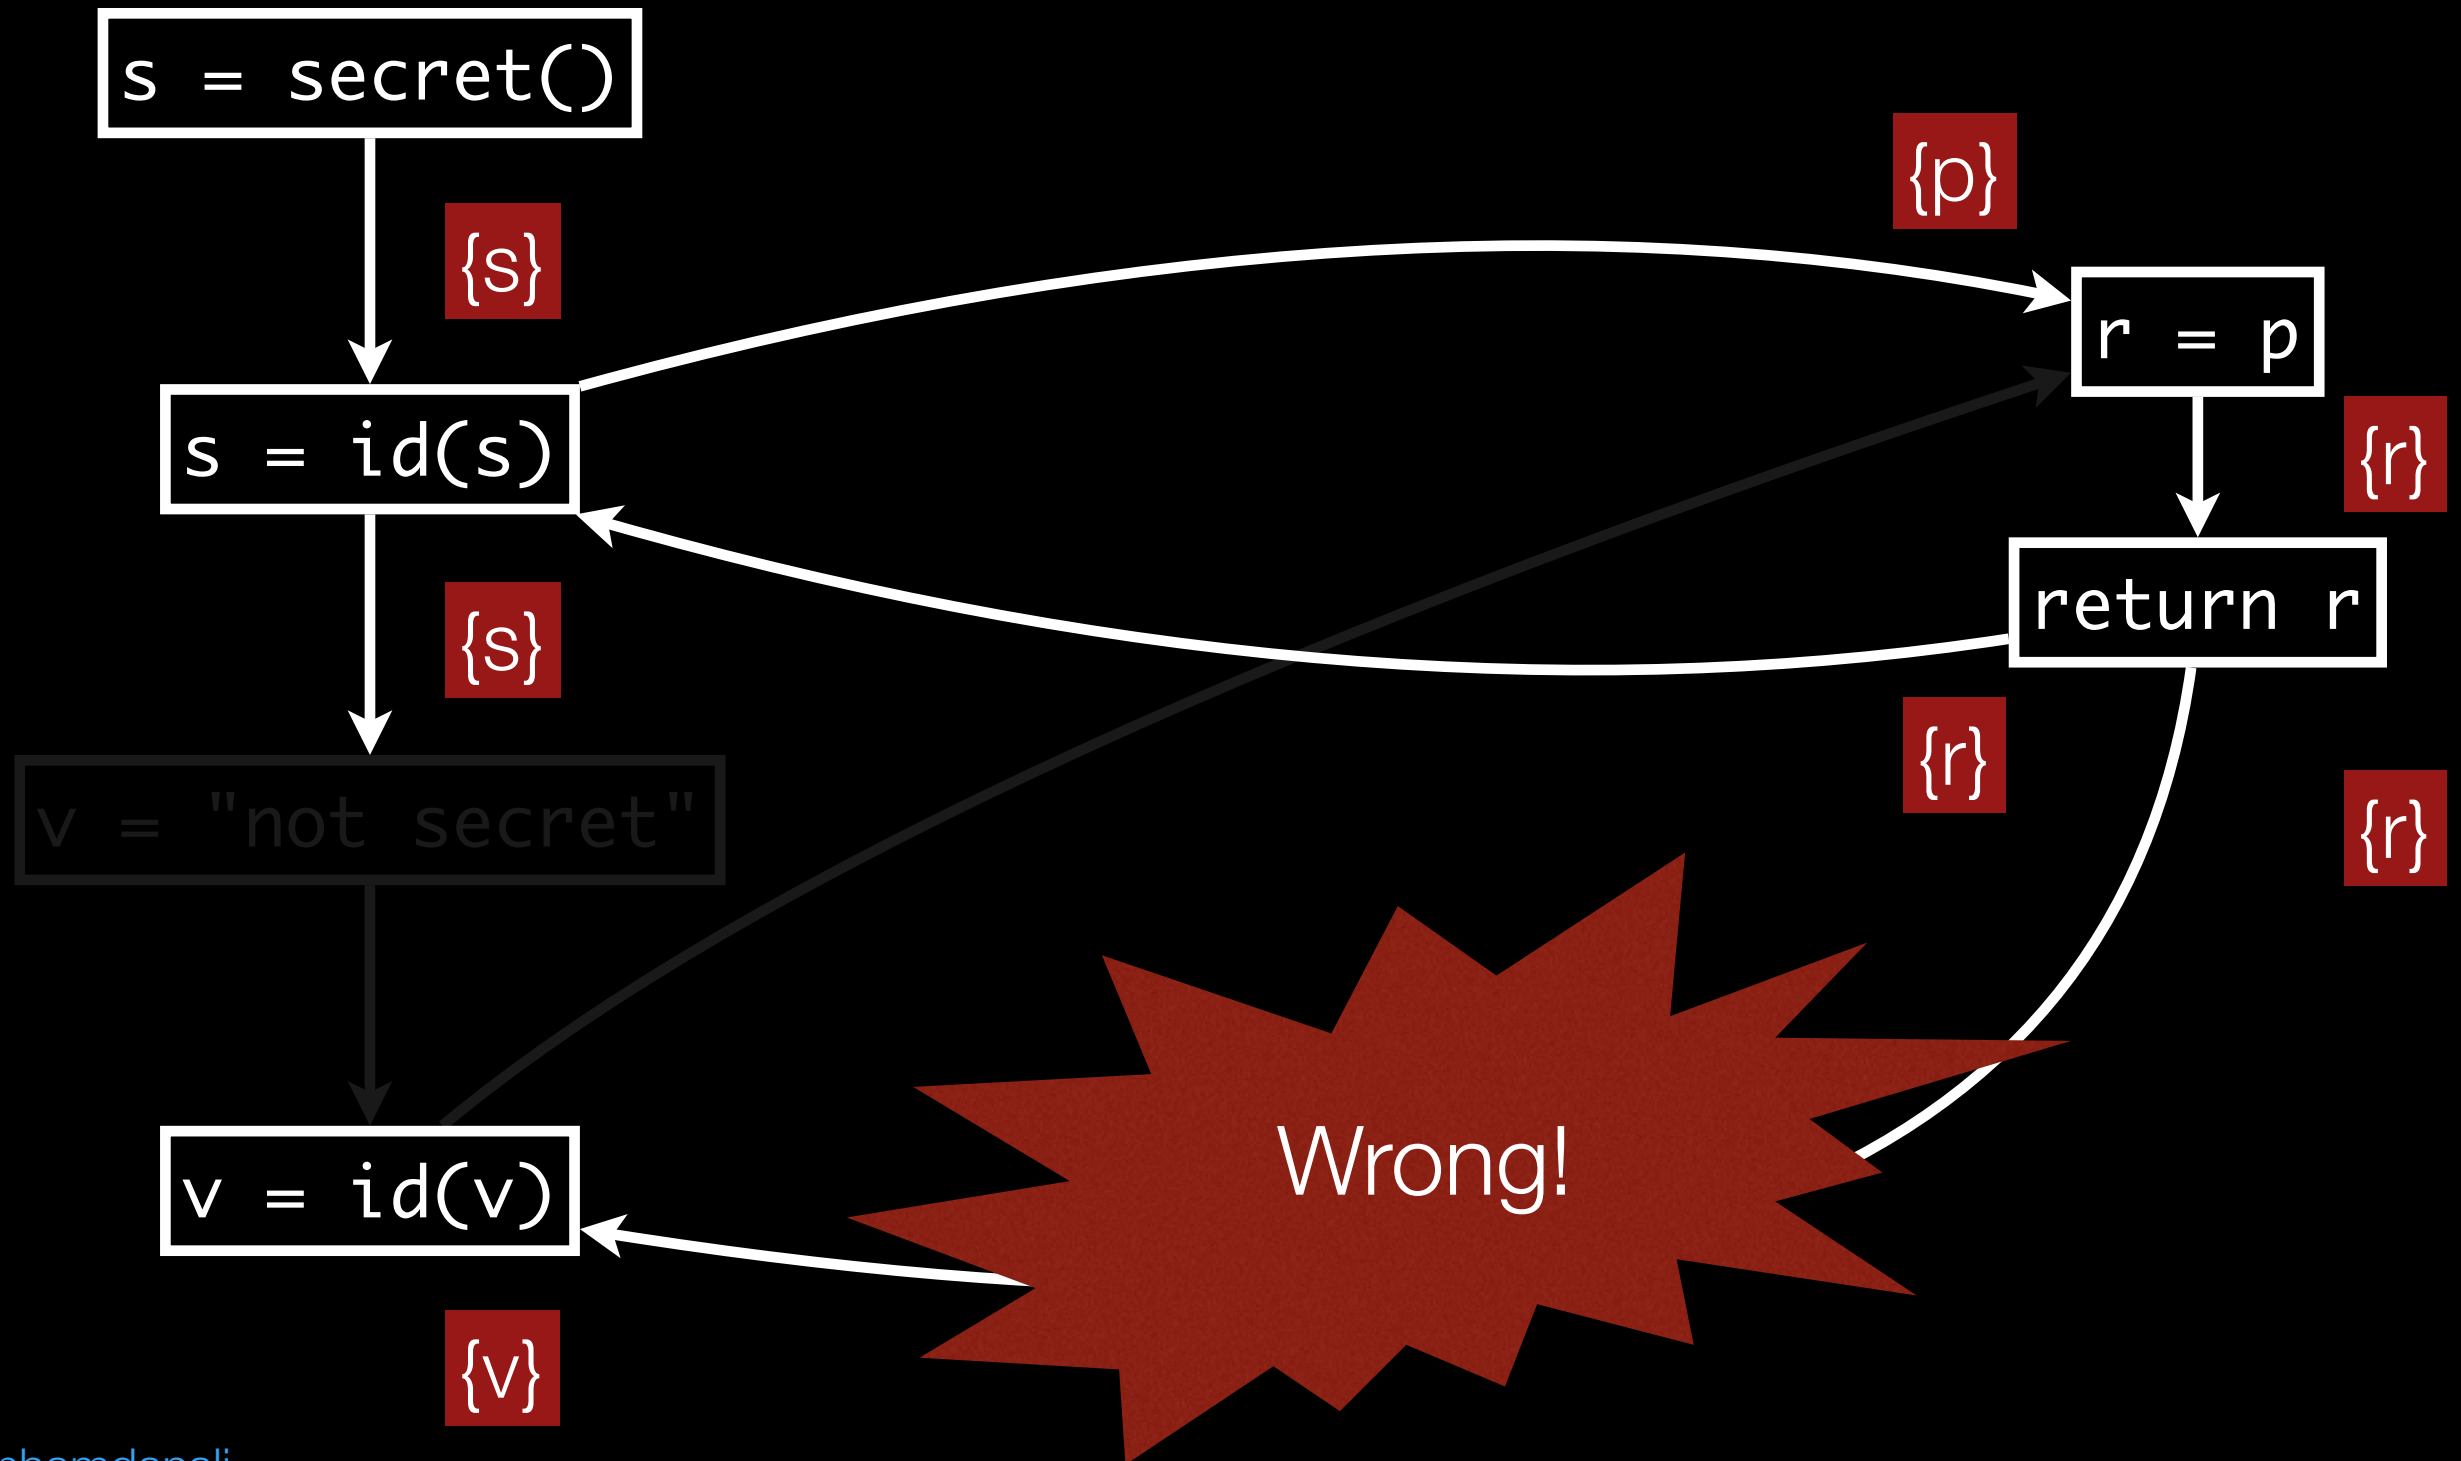 s = secret()
{s}
{p}
r = p
{r}
s = id(s)
return r
{s}
{r}
{r}
v = "not secret"
Wrong!
v = id(v)
{v}